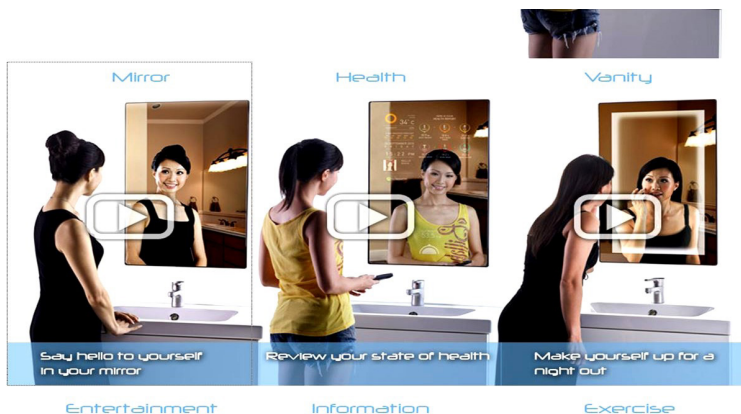 Mirror
Health
Vanity
Say hello to yourself
in your mirror
Review your state of health
Make yourself up for a
night out
Entertainment
Information
Exercise